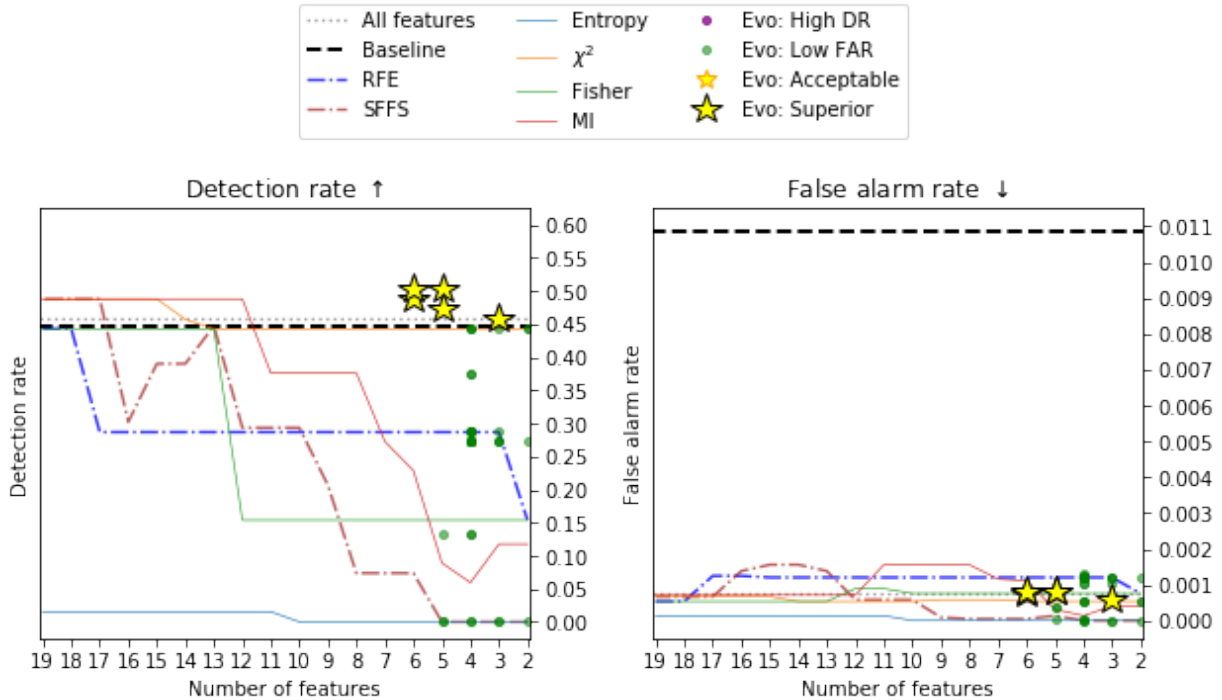 All features
Baseline
RFE
SFFS
Entropy
χ²
Fisher
MI
Evo: High DR
Evo: Low FAR
Evo: Acceptable
Evo: Superior
Detection rate ↑
Detection rate
0.60
0.55
0.50
0.45
0.40
0.35
0.30
0.25
0.20
0.15
0.10
0.05
0.00
19 18 17 16 15 14 13 12 11 10 9 8 7 6 5 4 3 2
Number of features
False alarm rate ↓
False alarm rate
0.011
0.010
0.009
0.008
0.007
0.006
0.005
0.004
0.003
0.002
0.001
0.000
19 18 17 16 15 14 13 12 11 10 9 8 7 6 5 4 3 2
Number of features